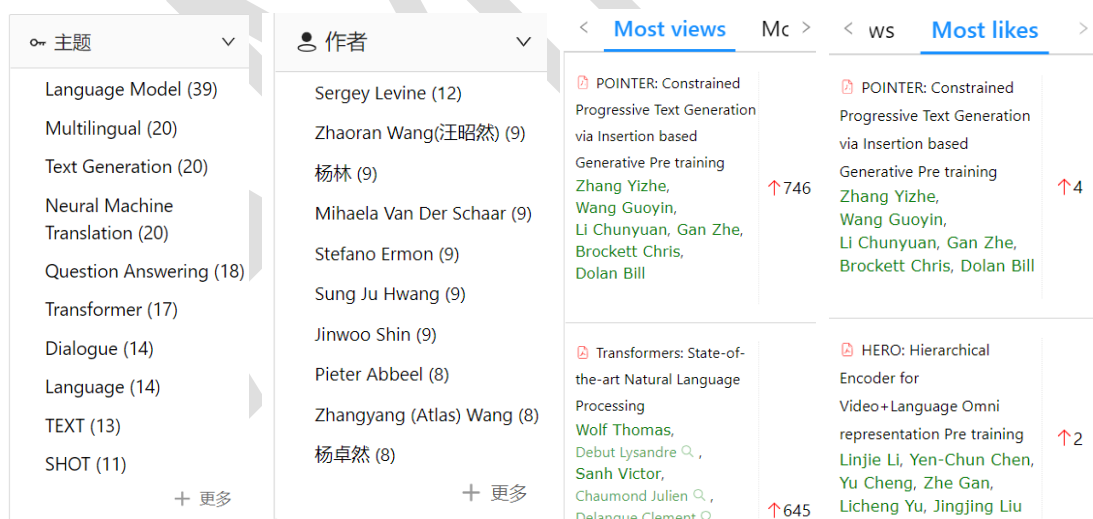 主题
Language Model (39)
Multilingual (20)
Text Generation (20)
Neural Machine
Translation (20)
Question Answering (18)
Transformer (17)
Dialogue (14)
Language (14)
TEXT (13)
SHOT (11)
+ 更多
作者
Sergey Levine (12)
Zhaoran Wang(汪昭然) (9)
杨林 (9)
Mihaela Van Der Schaar (9)
Stefano Ermon (9)
Sung Ju Hwang (9)
Jinwoo Shin (9)
Pieter Abbeel (8)
Zhangyang (Atlas) Wang (8)
杨卓然 (8)
+ 更多
< Most views Mc >
POINTER: Constrained
Progressive Text Generation
via Insertion based
Generative Pre training
Zhang Yizhe,
Wang Guoyin,
Li Chunyuan, Gan Zhe,
Brockett Chris,
Dolan Bill
↑746
Transformers: State-of-
the-art Natural Language
Processing
Wolf Thomas,
Debut Lysandre ,
Sanh Victor,
Chaumond Julien ,
Delangue Clement
↑645
< ws Most likes >
POINTER: Constrained
Progressive Text Generation
via Insertion based
Generative Pre training
Zhang Yizhe,
Wang Guoyin,
Li Chunyuan, Gan Zhe,
Brockett Chris, Dolan Bill
↑4
HERO: Hierarchical
Encoder for
Video+Language Omni
representation Pre training
Linjie Li, Yen-Chun Chen,
Yu Cheng, Zhe Gan,
Licheng Yu, Jingjing Liu
↑2